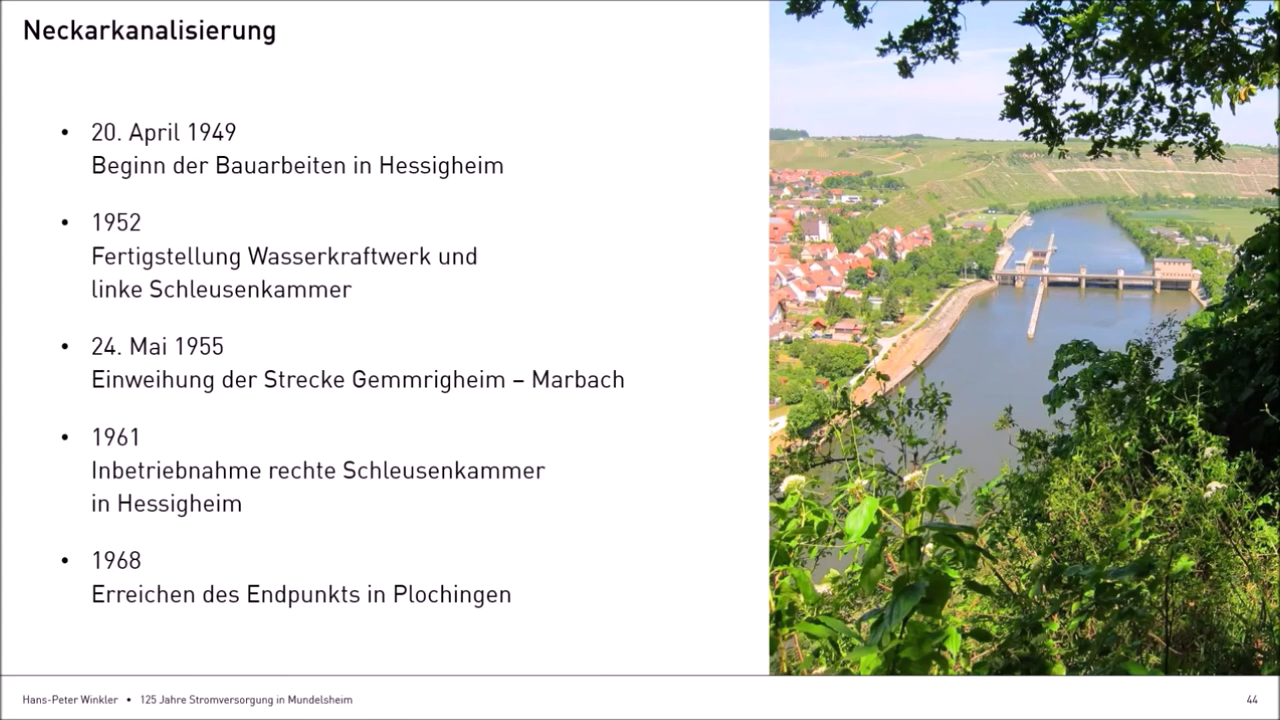 Neckarkanalisierung
• 20. April 1949
Beginn der Bauarbeiten in Hessigheim
• 1952
Fertigstellung Wasserkraftwerk und
linke Schleusenkammer
• 24. Mai 1955
Einweihung der Strecke Gemmrigheim – Marbach
• 1961
Inbetriebnahme rechte Schleusenkammer
in Hessigheim
• 1968
Erreichen des Endpunkts in Plochingen
Hans-Peter Winkler • 125 Jahre Stromversorgung in Mundelsheim
44